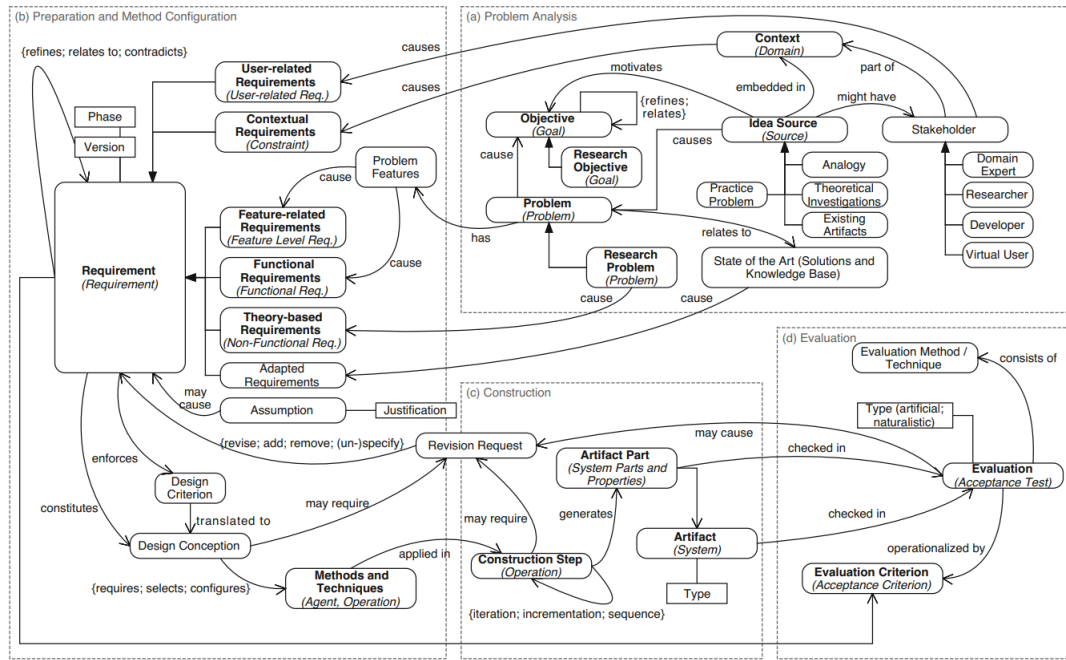 (b) Preparation and Method Configuration
{refines; relates to; contradicts}
Phase
Version
User-related
Requirements
(User-related Req.)
Contextual
Requirements
(Constraint)
causes
causes
Problem
Features
cause
cause
Feature-related
Requirements
(Feature Level Req.)
Functional
Requirements
(Functional Req.)
Theory-based
Requirements
(Non-Functional Req.)
Adapted
Requirements
Requirement
(Requirement)
may
cause
Assumption
Justification
{revise; add; remove; (un-)specify}
enforces
Design
Criterion
constitutes
translated to
Design Conception
may require
{requires; selects; configures}
Methods and
Techniques
(Agent, Operation)
applied in
(a) Problem Analysis
Context
(Domain)
motivates
part of
embedded in
might have
{refines;
relates}
Objective
(Goal)
Idea Source
(Source)
Stakeholder
causes
cause
Research
Objective
(Goal)
Analogy
Practice
Problem
Theoretical
Investigations
Existing
Artifacts
Domain
Expert
Researcher
Developer
Virtual User
Problem
(Problem)
has
relates to
Research
Problem
(Problem)
State of the Art (Solutions and
Knowledge Base)
cause
cause
(c) Construction
Revision Request
may cause
Artifact Part
(System Parts and
Properties)
checked in
may require
generates
Artifact
(System)
checked in
Type
Construction Step
(Operation)
{iteration; incrementation; sequence}
(d) Evaluation
Evaluation Method /
Technique
consists of
Type (artificial;
naturalistic)
Evaluation
(Acceptance Test)
operationalized by
Evaluation Criterion
(Acceptance Criterion)